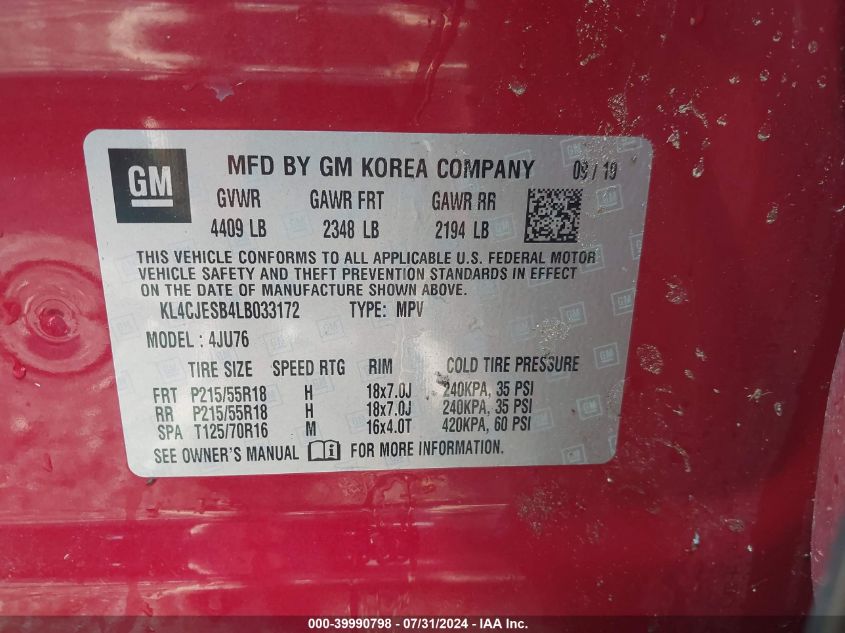 GM
MFD BY GM KOREA COMPANY 09/19
GVWR GAWR FRT GAWR RR
4409 LB 2348 LB 2194 LB
THIS VEHICLE CONFORMS TO ALL APPLICABLE U.S. FEDERAL MOTOR
VEHICLE SAFETY AND THEFT PREVENTION STANDARDS IN EFFECT
ON THE DATE OF MANUFACTURE SHOWN ABOVE.
KL4CJESB4LB033172 TYPE: MPV
MODEL : 4JU76
TIRE SIZE SPEED RTG RIM COLD TIRE PRESSURE
FRT P215/55R18 H 18x7.0J 240KPA, 35 PSI
RR P215/55R18 H 18x7.0J 240KPA, 35 PSI
SPA T125/70R16 M 16x4.0T 420KPA, 60 PSI
SEE OWNER'S MANUAL FOR MORE INFORMATION.
000-39990798 - 07/31/2024 - IAA Inc.